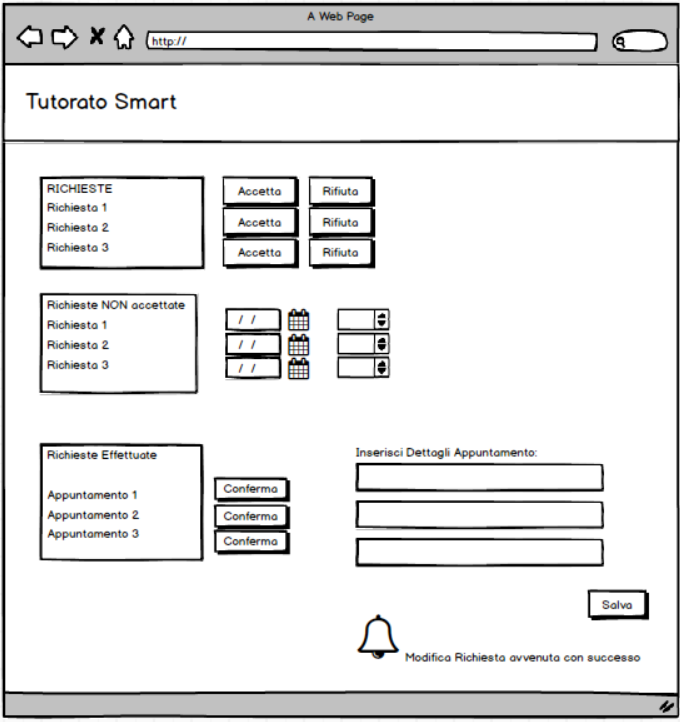 A Web Page
http://
Tutorato Smart
RICHIESTE
Richiesta 1
Richiesta 2
Richiesta 3
Accetta Rifiuta
Accetta Rifiuta
Accetta Rifiuta
Richieste NON accettate
Richiesta 1
Richiesta 2
Richiesta 3
/ /
/ /
/ /
Richieste Effettuate
Appuntamento 1
Appuntamento 2
Appuntamento 3
Conferma
Conferma
Conferma
Inserisci Dettagli Appuntamento:
Salva
Modifica Richiesta avvenuta con successo